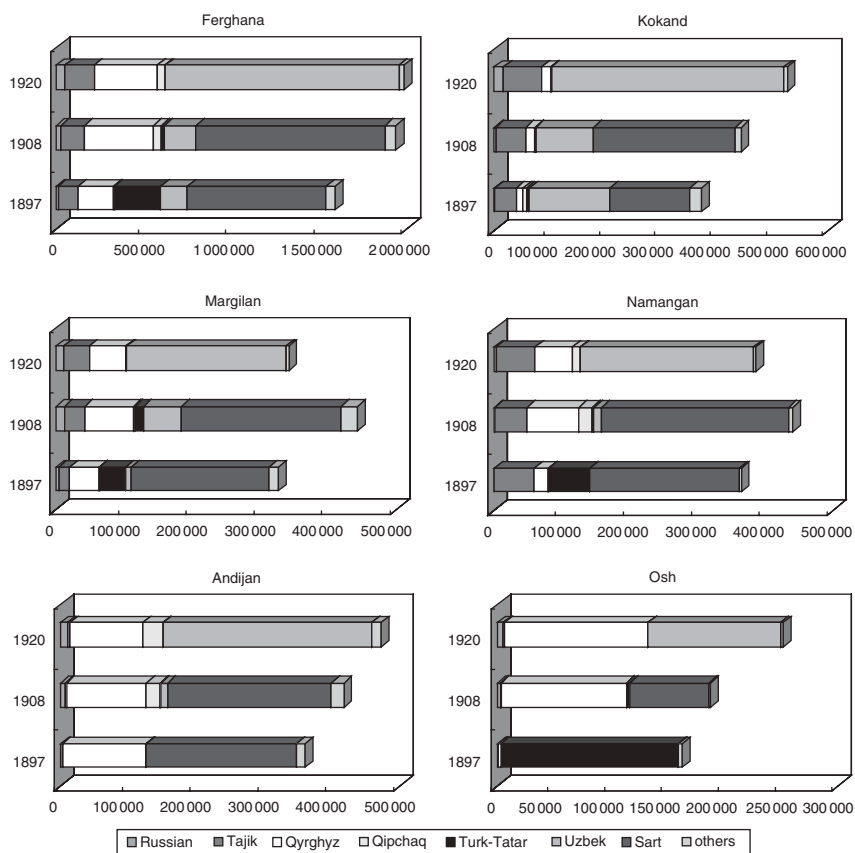 Ferghana
1920
1908
1897
0 500 000 1 000 000 1 500 000 2 000 000
Kokand
1920
1908
1897
0 100 000 200 000 300 000 400 000 500 000 600 000
Margilan
1920
1908
1897
0 100 000 200 000 300 000 400 000 500 000
Namangan
1920
1908
1897
0 100 000 200 000 300 000 400 000 500 000
Andijan
1920
1908
1897
0 100 000 200 000 300 000 400 000 500 000
Osh
1920
1908
1897
0 50 000 100 000 150 000 200 000 250 000 300 000
Russian Tajik Qyrghyz Qipchaq Turk-Tatar Uzbek Sart others